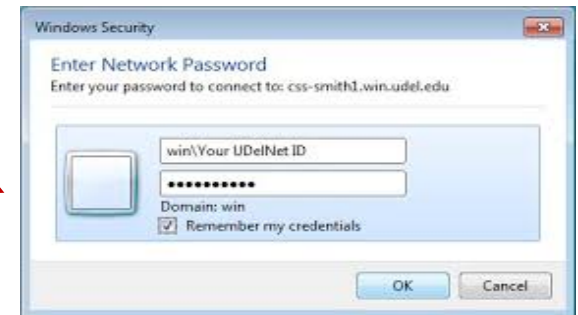 Windows Security
Enter Network Password
Enter your password to connect to: css-smith1.win.udel.edu
win\Your UDelNet ID
••••••••••
Domain: win
Remember my credentials
OK Cancel